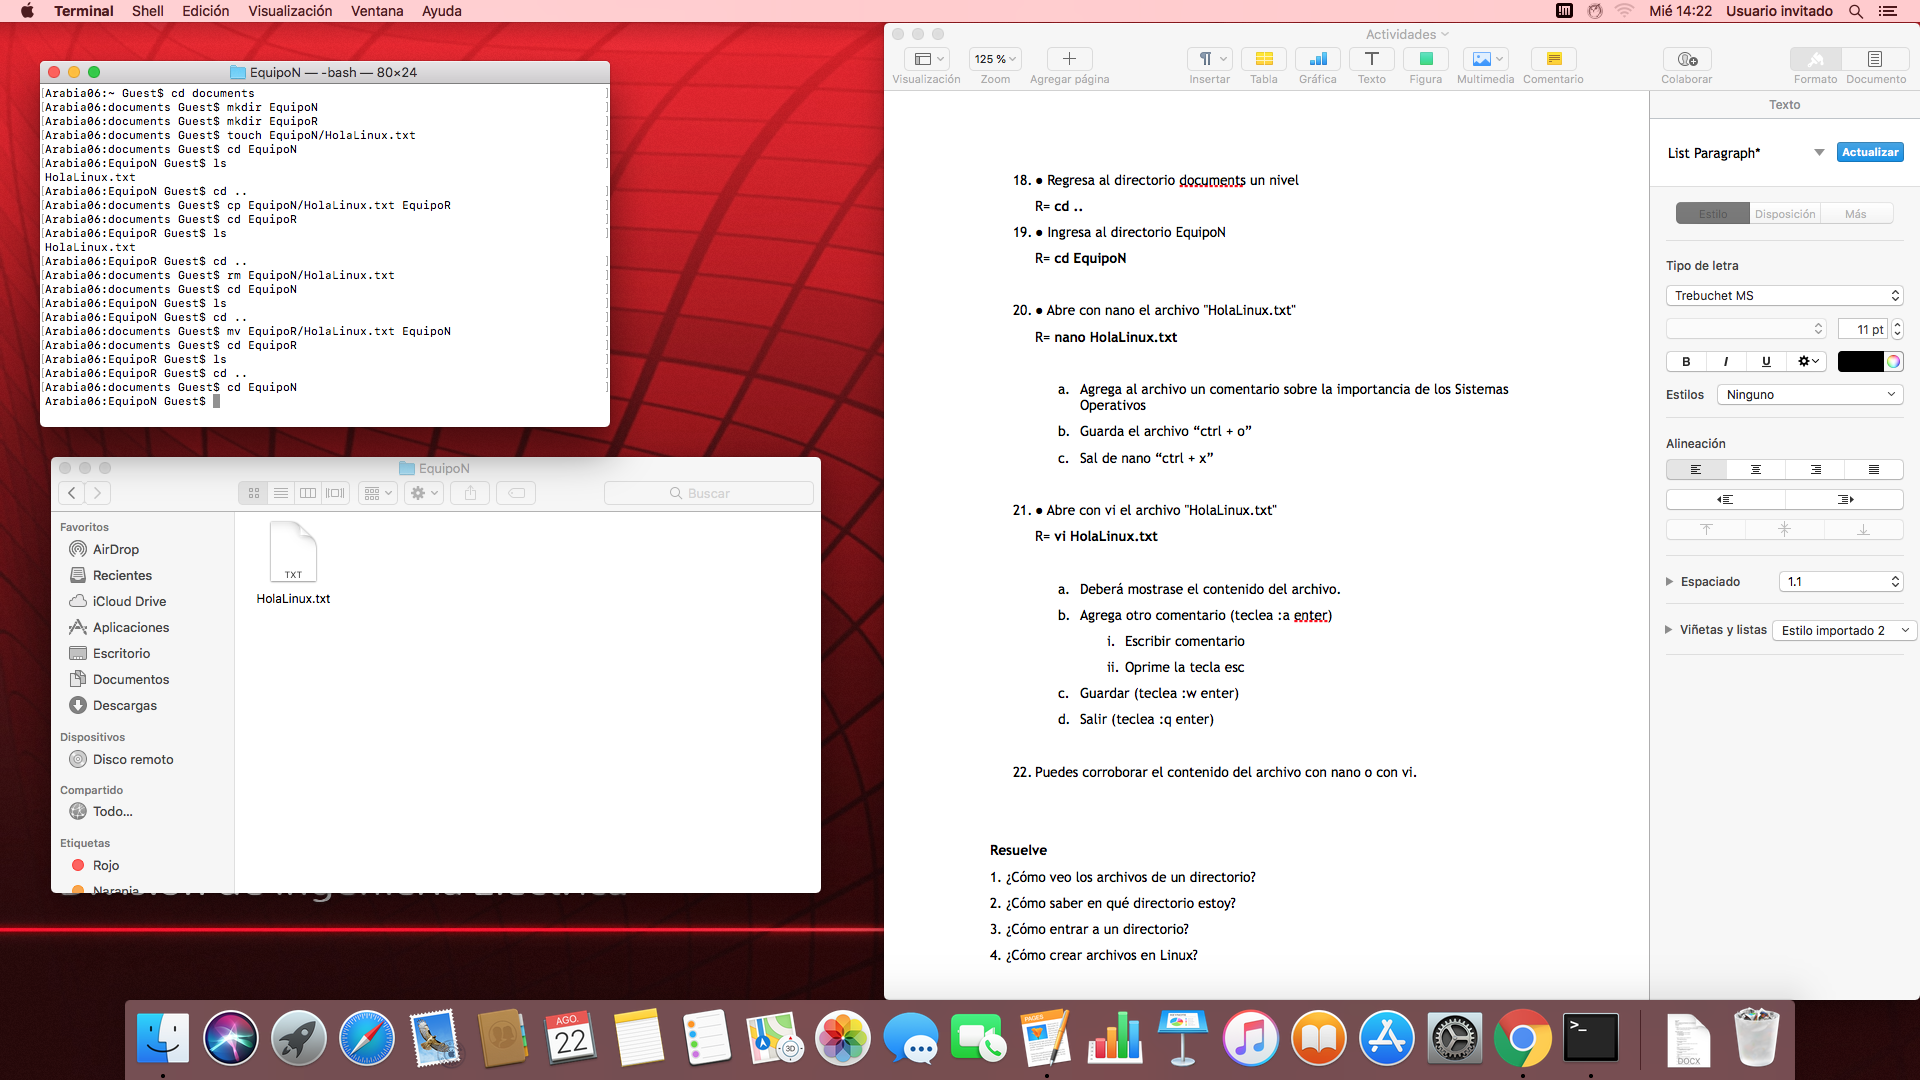 Terminal Shell Edición Visualización Ventana Ayuda
Mié 14:22 Usuario invitado
EquipoN — -bash — 80×24
[Arabia06:~ Guest$ cd documents ]
[Arabia06:documents Guest$ mkdir EquipoN ]
[Arabia06:documents Guest$ mkdir EquipoR ]
[Arabia06:documents Guest$ touch EquipoN/HolaLinux.txt ]
[Arabia06:documents Guest$ cd EquipoN ]
[Arabia06:EquipoN Guest$ ls ]
HolaLinux.txt
[Arabia06:EquipoN Guest$ cd .. ]
[Arabia06:documents Guest$ cp EquipoN/HolaLinux.txt EquipoR ]
[Arabia06:documents Guest$ cd EquipoR ]
[Arabia06:EquipoR Guest$ ls ]
HolaLinux.txt
[Arabia06:EquipoR Guest$ cd .. ]
[Arabia06:documents Guest$ rm EquipoN/HolaLinux.txt ]
[Arabia06:documents Guest$ cd EquipoN ]
[Arabia06:EquipoN Guest$ ls ]
[Arabia06:EquipoN Guest$ cd .. ]
[Arabia06:documents Guest$ mv EquipoR/HolaLinux.txt EquipoN ]
[Arabia06:documents Guest$ cd EquipoR ]
[Arabia06:EquipoR Guest$ ls ]
[Arabia06:EquipoR Guest$ cd .. ]
[Arabia06:documents Guest$ cd EquipoN ]
Arabia06:EquipoN Guest$
EquipoN
Buscar
Favoritos
AirDrop
Recientes
iCloud Drive
Aplicaciones
Escritorio
Documentos
Descargas
Dispositivos
Disco remoto
Compartido
Todo...
Etiquetas
Rojo
Naranja
TXT
HolaLinux.txt
Actividades
125 %
Visualización Zoom Agregar página Insertar Tabla Gráfica Texto Figura Multimedia Comentario Colaborar Formato Documento
18. ● Regresa al directorio documents un nivel
R= cd ..
19. ● Ingresa al directorio EquipoN
R= cd EquipoN
20. ● Abre con nano el archivo "HolaLinux.txt"
R= nano HolaLinux.txt
a. Agrega al archivo un comentario sobre la importancia de los Sistemas
Operativos
b. Guarda el archivo “ctrl + o”
c. Sal de nano “ctrl + x”
21. ● Abre con vi el archivo "HolaLinux.txt"
R= vi HolaLinux.txt
a. Deberá mostrase el contenido del archivo.
b. Agrega otro comentario (teclea :a enter)
i. Escribir comentario
ii. Oprime la tecla esc
c. Guardar (teclea :w enter)
d. Salir (teclea :q enter)
22. Puedes corroborar el contenido del archivo con nano o con vi.
Resuelve
1. ¿Cómo veo los archivos de un directorio?
2. ¿Cómo saber en qué directorio estoy?
3. ¿Cómo entrar a un directorio?
4. ¿Cómo crear archivos en Linux?
Texto
List Paragraph* Actualizar
Estilo Disposición Más
Tipo de letra
Trebuchet MS
11 pt
B I U
Estilos Ninguno
Alineación
Espaciado 1.1
Viñetas y listas Estilo importado 2
AGO.
22
3D
PAGES
>_
DOCX